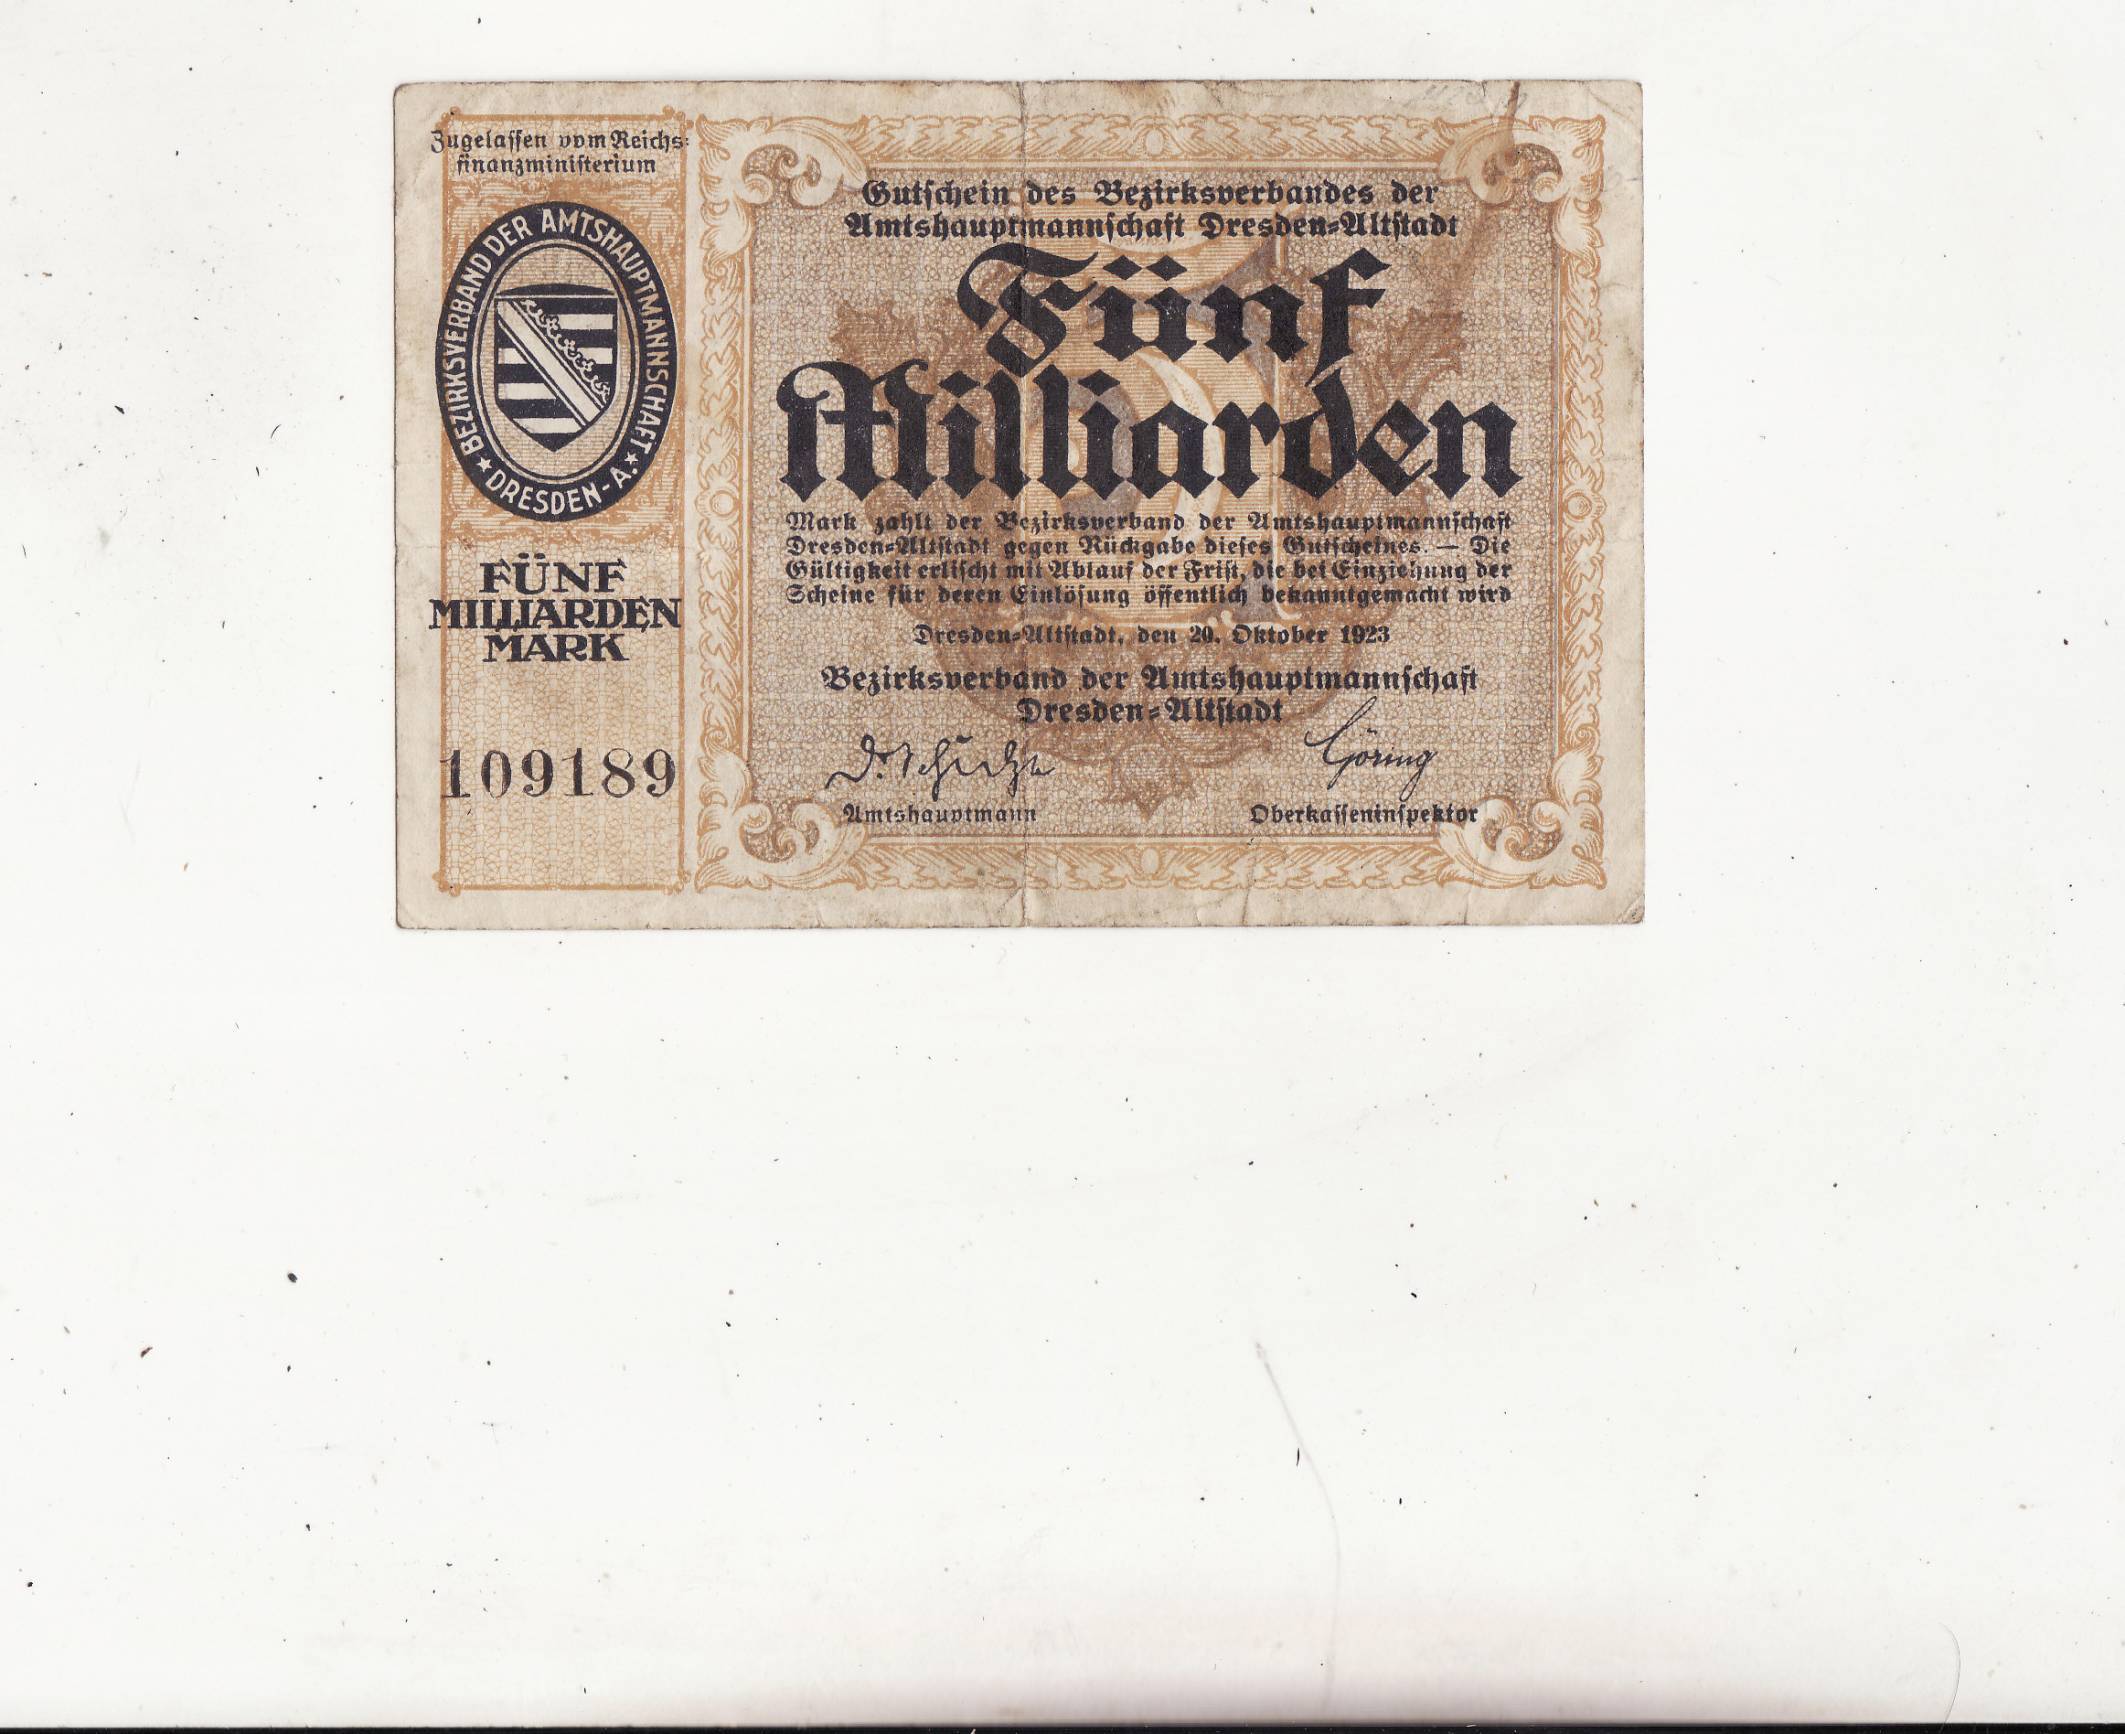 Zugelassen vom Reichs-
finanzministerium
BEZIRKSVERBAND DER AMTSHAUPTMANNSCHAFT
DRESDEN-A.
FÜNF
MILLIARDEN
MARK
109189
Gutschein des Bezirksverbandes der
Amtshauptmannschaft Dresden-Altstadt
Fünf
Milliarden
Mark zahlt der Bezirksverband der Amtshauptmannschaft
Dresden-Altstadt gegen Rückgabe dieses Gutscheines. — Die
Gültigkeit erlischt mit Ablauf der Frist, die bei Einziehung der
Scheine für deren Einlösung öffentlich bekanntgemacht wird
Dresden-Altstadt, den 20. Oktober 1923
Bezirksverband der Amtshauptmannschaft
Dresden-Altstadt
Göring
Amtshauptmann
Oberkasseninspektor